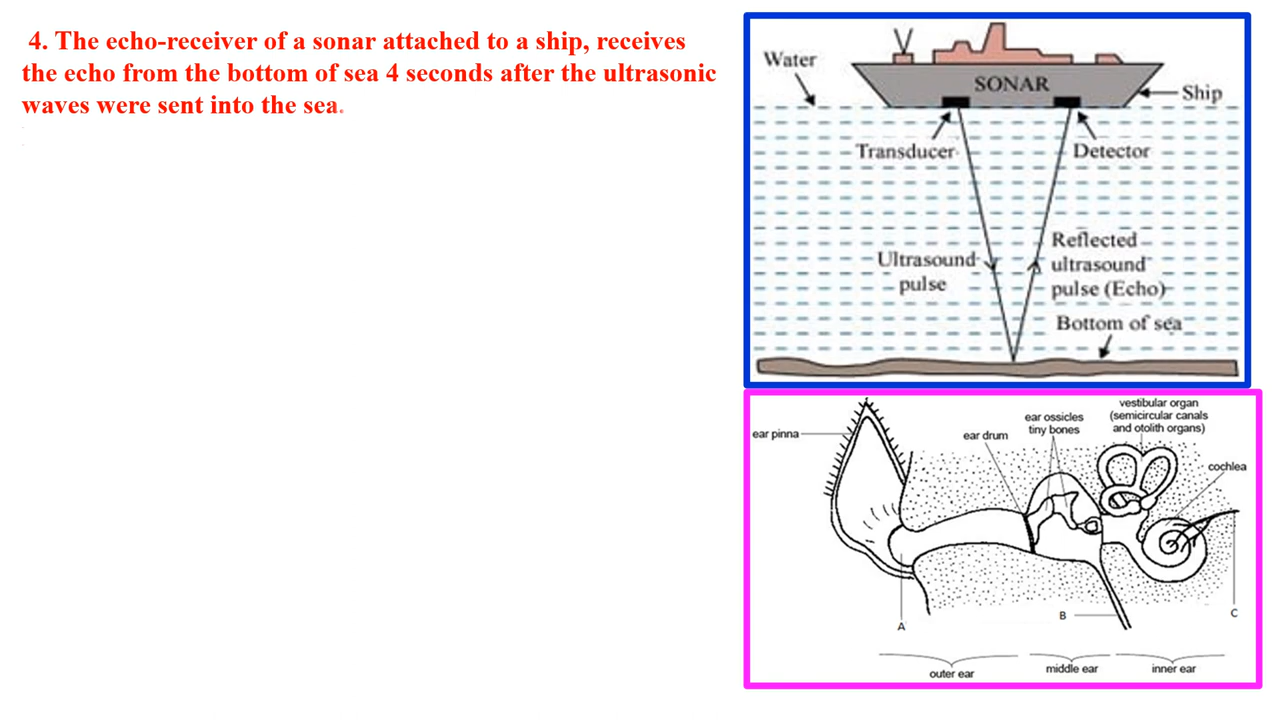 4. The echo-receiver of a sonar attached to a ship, receives
the echo from the bottom of sea 4 seconds after the ultrasonic
waves were sent into the sea.
Water
SONAR
Ship
Transducer
Detector
Ultrasound
pulse
Reflected
ultrasound
pulse (Echo)
Bottom of sea
ear pinna
ear drum
ear ossicles
tiny bones
vestibular organ
(semicircular canals
and otolith organs)
cochlea
A
B
C
outer ear
middle ear
inner ear